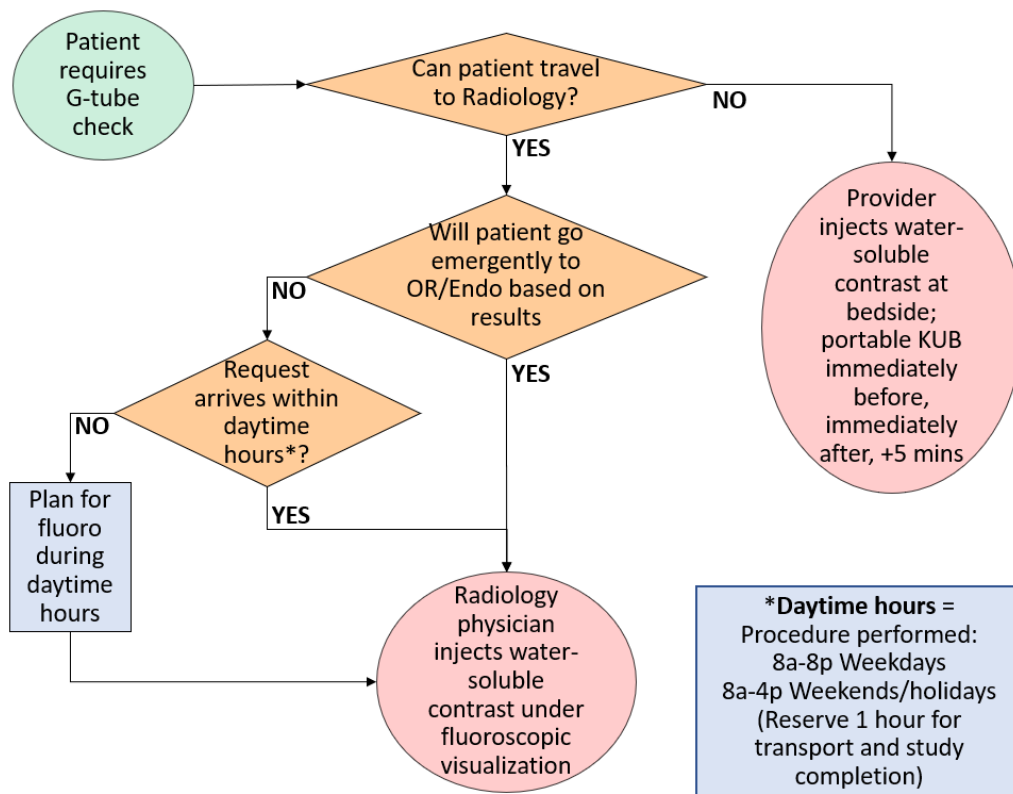 Patient
requires
G-tube
check
Can patient travel
to Radiology?
NO
YES
Provider
injects water-
soluble
contrast at
bedside;
portable KUB
immediately
before,
immediately
after, +5 mins
Will patient go
emergently to
OR/Endo based on
results
NO
YES
Request
arrives within
daytime
hours*?
NO
YES
Plan for
fluoro
during
daytime
hours
Radiology
physician
injects water-
soluble
contrast under
fluoroscopic
visualization
*Daytime hours =
Procedure performed:
8a-8p Weekdays
8a-4p Weekends/holidays
(Reserve 1 hour for
transport and study
completion)